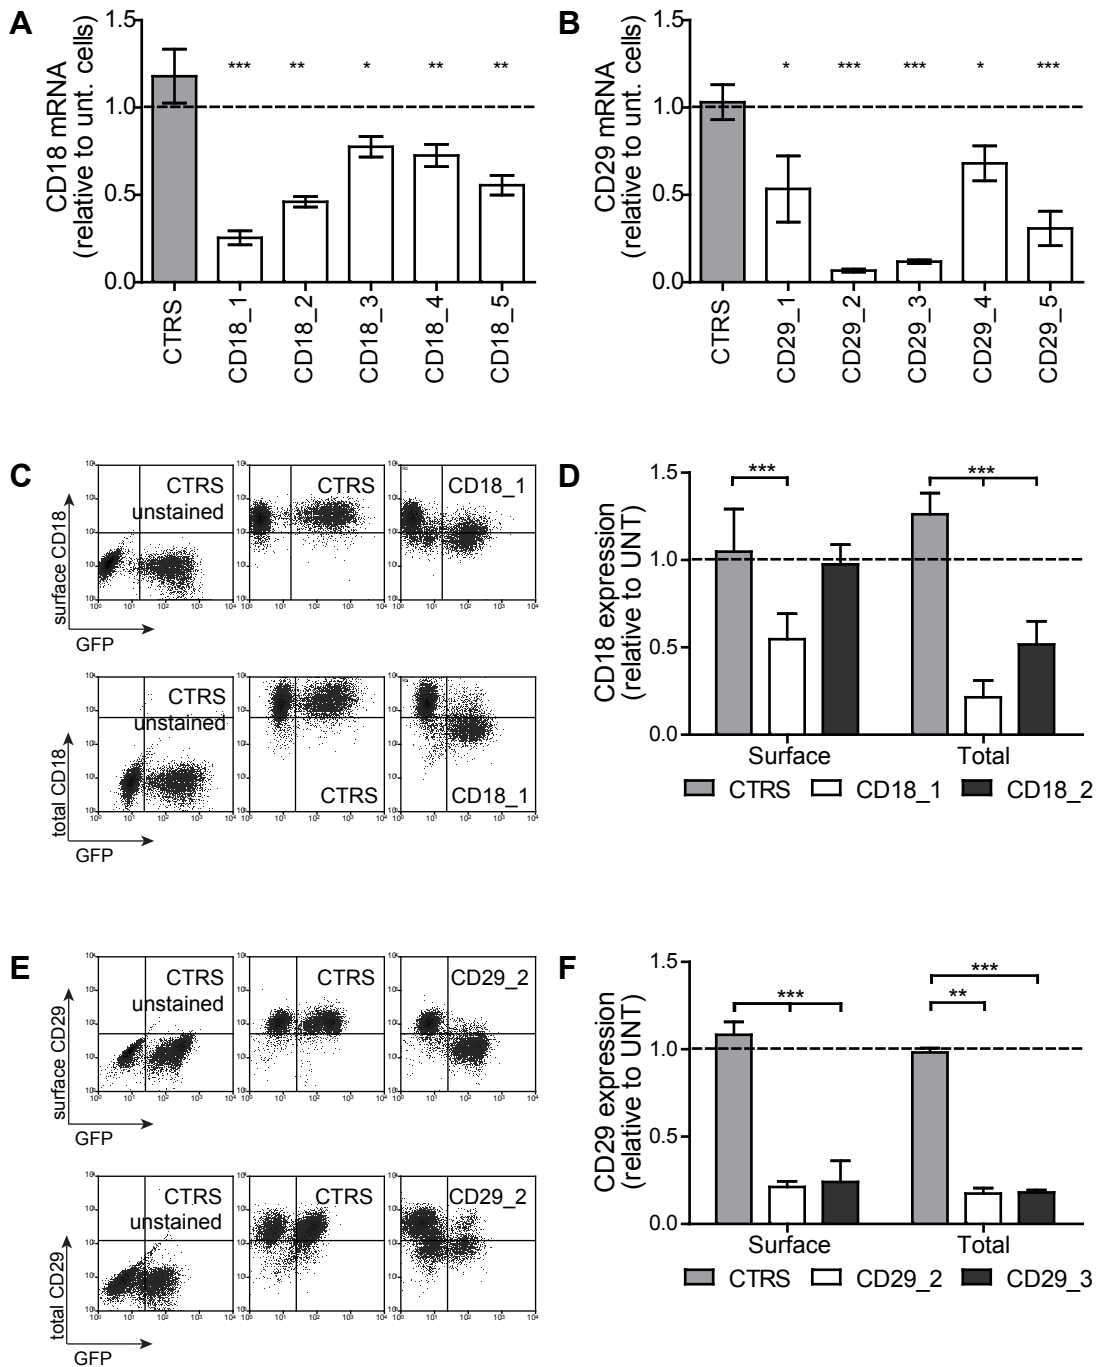 A
CD18 mRNA
(relative to unt. cells)
1.5
1.0
0.5
0.0
*** ** * ** **
CTRS CD18_1 CD18_2 CD18_3 CD18_4 CD18_5
B
CD29 mRNA
(relative to unt. cells)
1.5
1.0
0.5
0.0
* *** *** * ***
CTRS CD29_1 CD29_2 CD29_3 CD29_4 CD29_5
C
surface CD18
GFP
CTRS
unstained
CTRS
CD18_1
total CD18
GFP
CTRS
unstained
CTRS
CD18_1
D
CD18 expression
(relative to UNT)
1.5
1.0
0.5
0.0
*** ***
Surface Total
CTRS CD18_1 CD18_2
E
surface CD29
GFP
CTRS
unstained
CTRS
CD29_2
total CD29
GFP
CTRS
unstained
CTRS
CD29_2
F
CD29 expression
(relative to UNT)
1.5
1.0
0.5
0.0
***
*** **
Surface Total
CTRS CD29_2 CD29_3